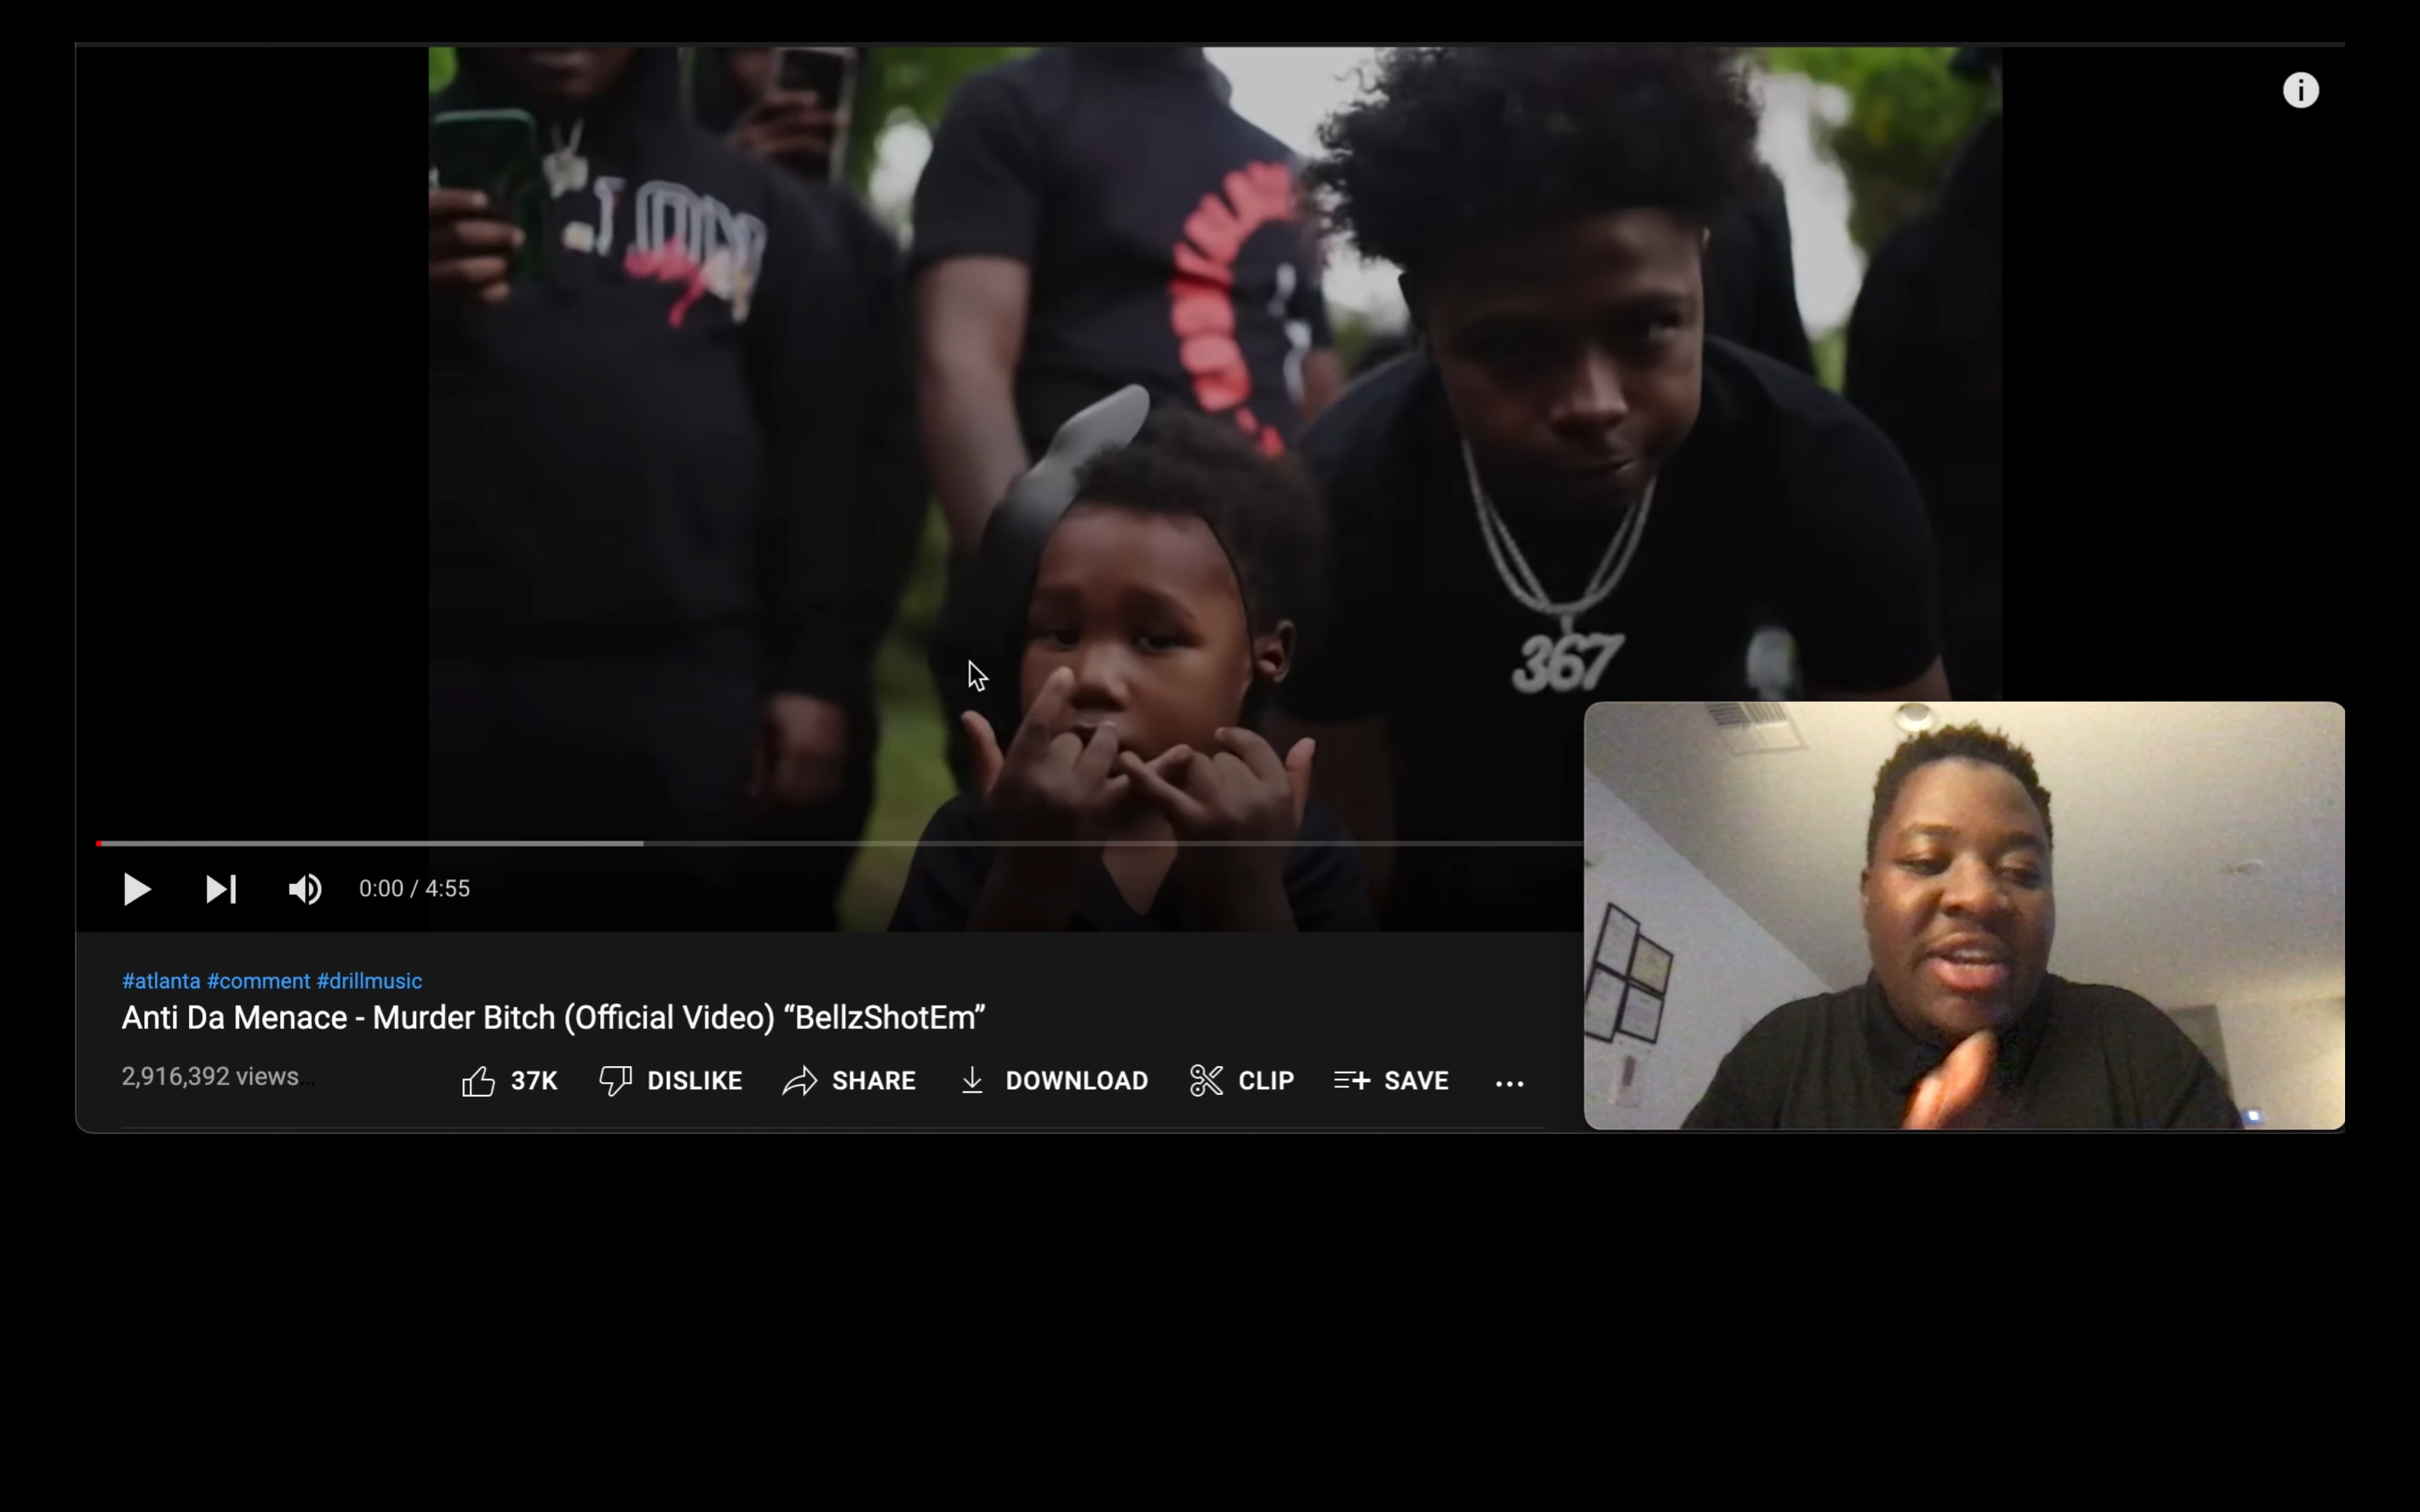 367
0:00 / 4:55
#atlanta #comment #drillmusic
Anti Da Menace - Murder Bitch (Official Video) “BellzShotEm”
2,916,392 views...
37K DISLIKE SHARE DOWNLOAD CLIP SAVE